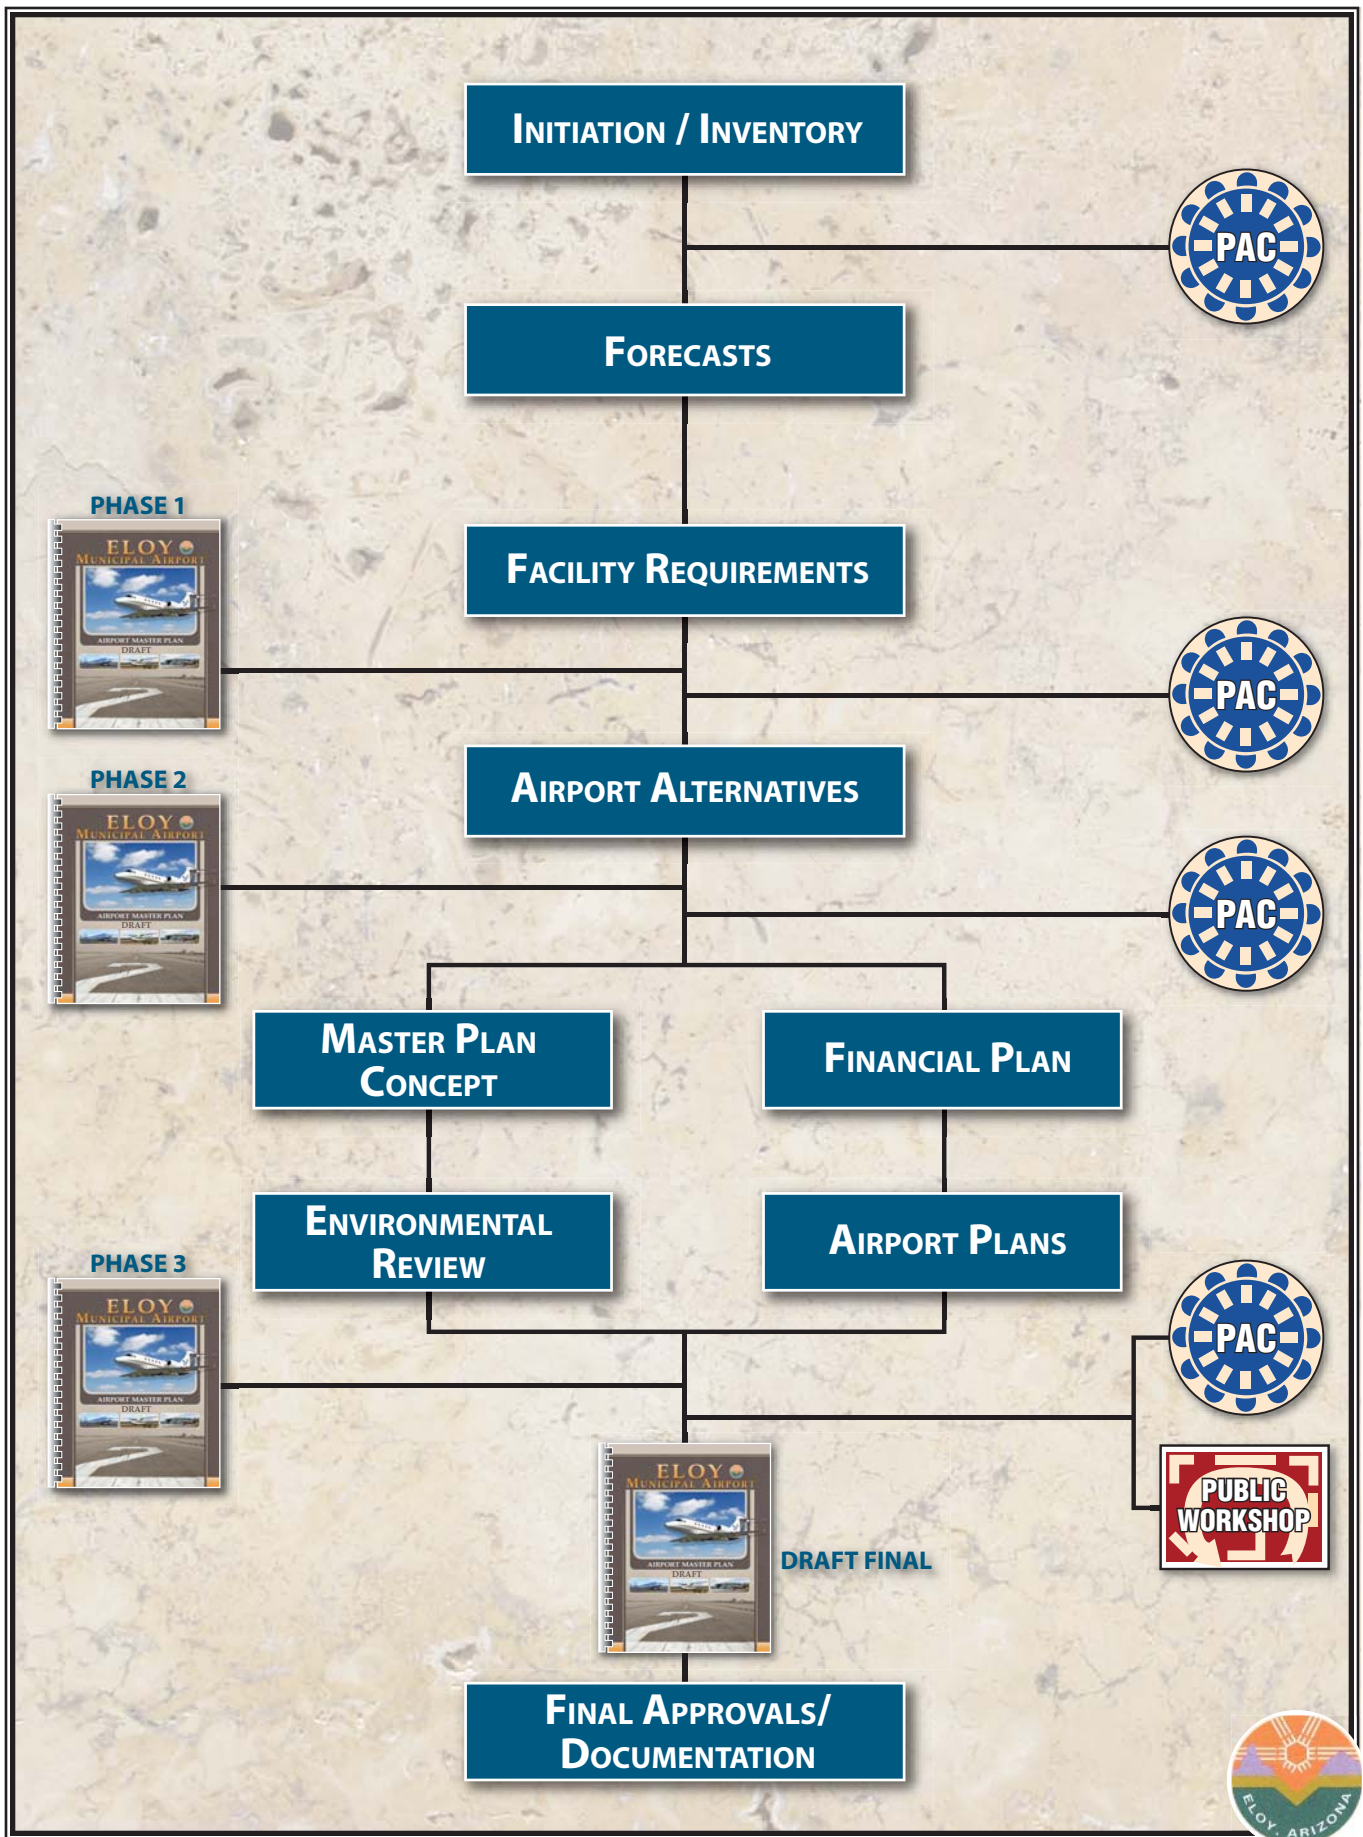 INITIATION / INVENTORY
PAC
FORECASTS
PHASE 1
ELOY
MUNICIPAL AIRPORT
AIRPORT MASTER PLAN
DRAFT
FACILITY REQUIREMENTS
PAC
PHASE 2
ELOY
MUNICIPAL AIRPORT
AIRPORT MASTER PLAN
DRAFT
AIRPORT ALTERNATIVES
PAC
MASTER PLAN
CONCEPT
FINANCIAL PLAN
ENVIRONMENTAL
REVIEW
AIRPORT PLANS
PHASE 3
ELOY
MUNICIPAL AIRPORT
AIRPORT MASTER PLAN
DRAFT
PAC
PUBLIC
WORKSHOP
ELOY
MUNICIPAL AIRPORT
AIRPORT MASTER PLAN
DRAFT
DRAFT FINAL
FINAL APPROVALS/
DOCUMENTATION
ELOY, ARIZONA